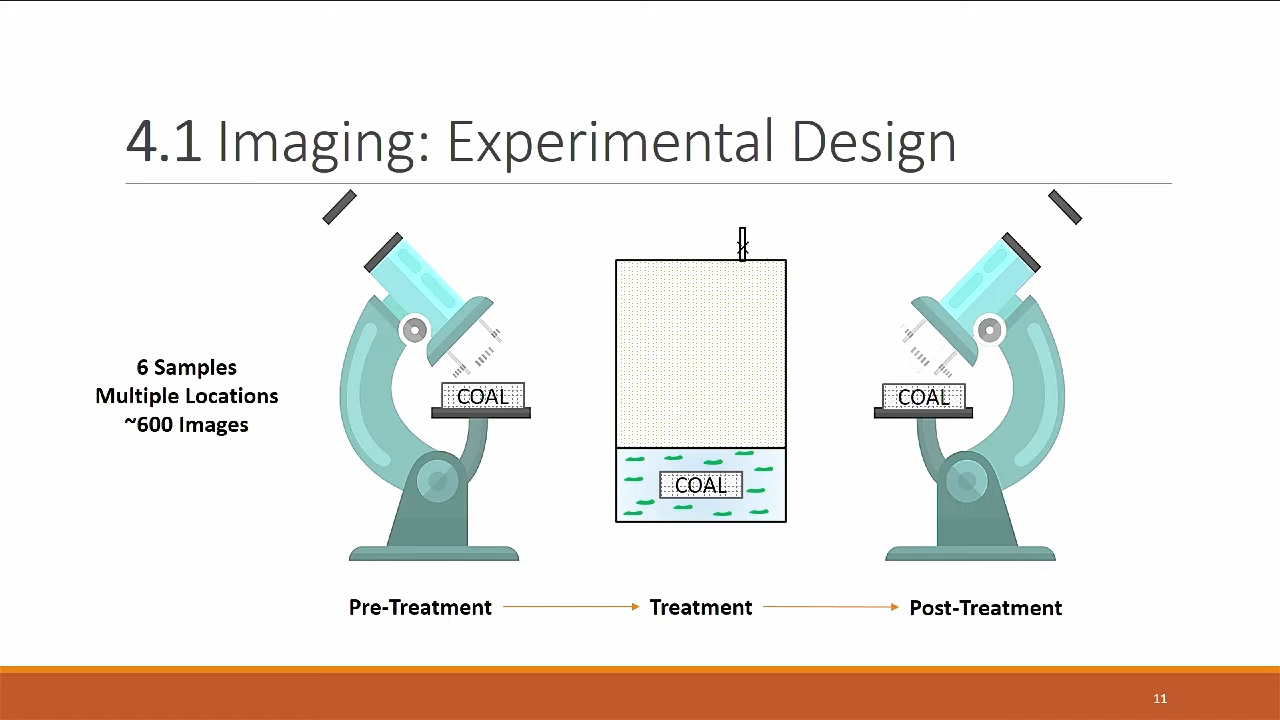 4.1 Imaging: Experimental Design
6 Samples
Multiple Locations
~600 Images
COAL
COAL
COAL
Pre-Treatment
Treatment
Post-Treatment
11